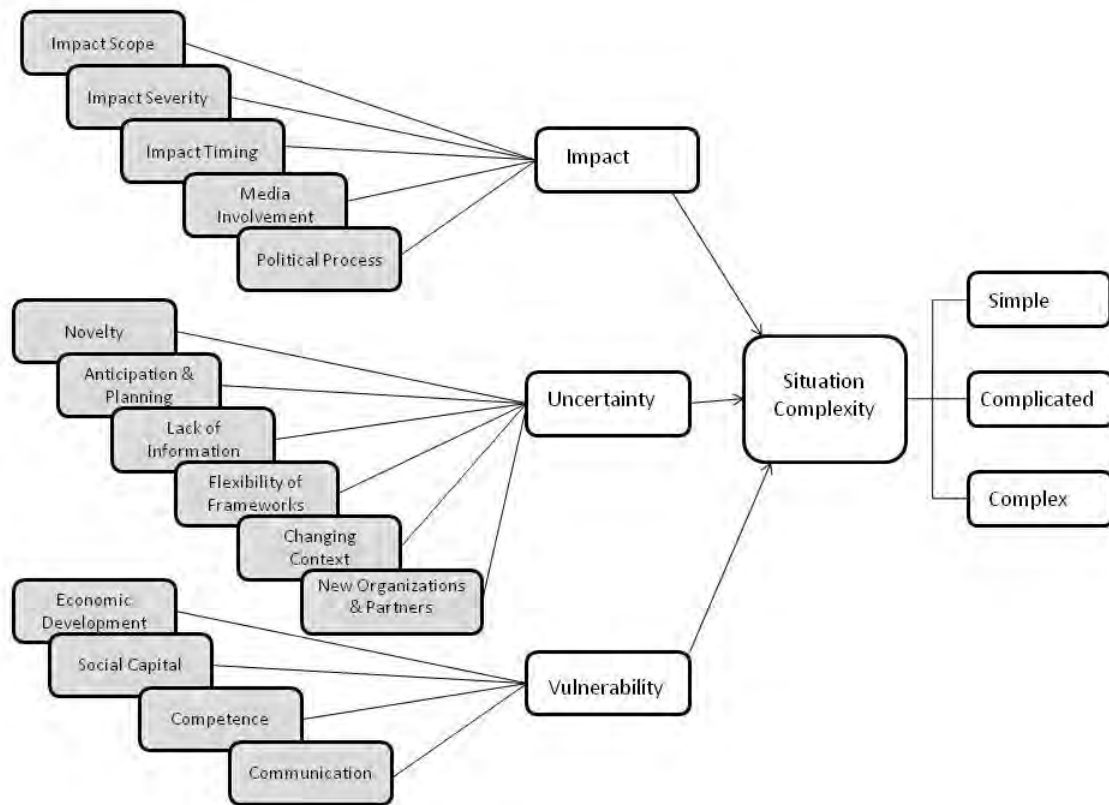 Impact Scope
Impact Severity
Impact Timing
Media
Involvement
Political Process
Impact
Novelty
Anticipation &
Planning
Lack of
Information
Flexibility of
Frameworks
Changing
Context
New Organizations
& Partners
Uncertainty
Economic
Development
Social Capital
Competence
Communication
Vulnerability
Situation
Complexity
Simple
Complicated
Complex